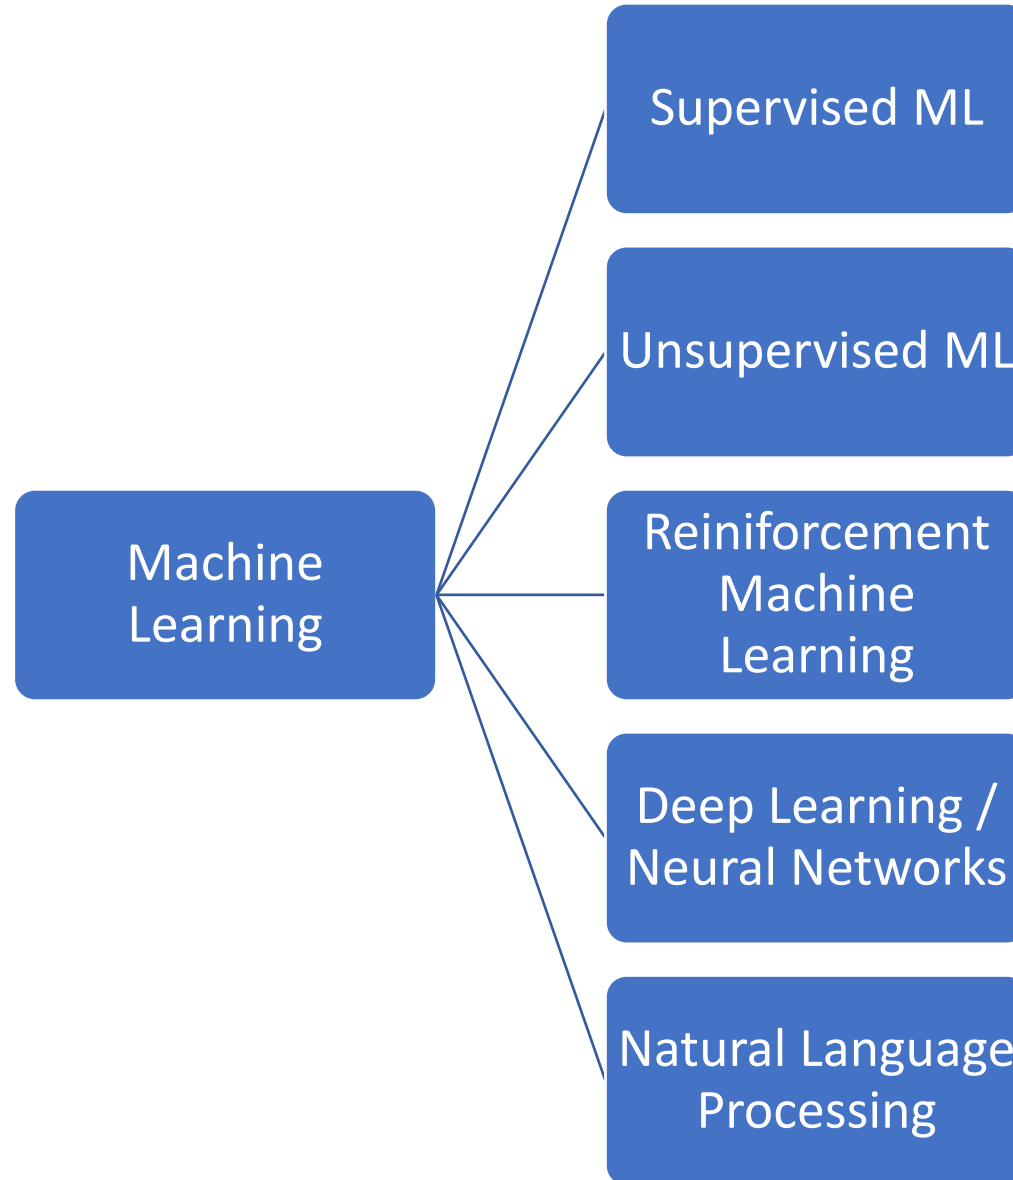 Supervised ML
Unsupervised ML
Machine
Learning
Reiniforcement
Machine
Learning
Deep Learning /
Neural Networks
Natural Language
Processing